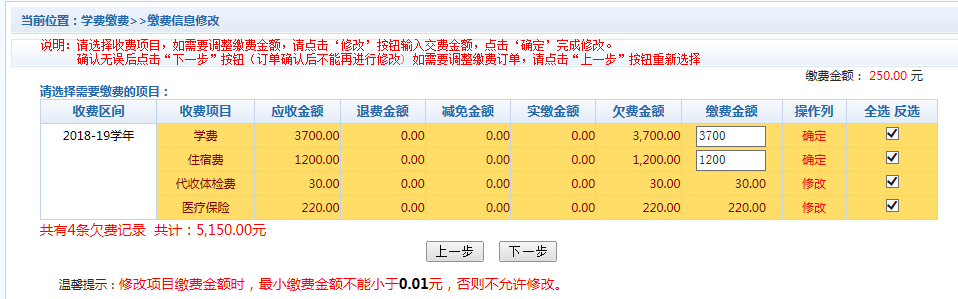 当前位置：学费缴费>>缴费信息修改
说明：请选择收费项目，如需要调整缴费金额，请点击‘修改’按钮输入交费金额，点击‘确定’完成修改。
确认无误后点击“下一步”按钮（订单确认后不能再进行修改）如需要调整缴费订单，请点击“上一步”按钮重新选择
缴费金额： 250.00 元
请选择需要缴费的项目：
收费区间 收费项目 应收金额 退费金额 减免金额 实缴金额 欠费金额 缴费金额 操作列 全选 反选
2018-19学年 学费 3700.00 0.00 0.00 0.00 3,700.00 3700 确定
住宿费 1200.00 0.00 0.00 0.00 1,200.00 1200 确定
代收体检费 30.00 0.00 0.00 0.00 30.00 30.00 修改
医疗保险 220.00 0.00 0.00 0.00 220.00 220.00 修改
共有4条欠费记录 共计：5,150.00元
上一步 下一步
温馨提示：修改项目缴费金额时，最小缴费金额不能小于0.01元，否则不允许修改。